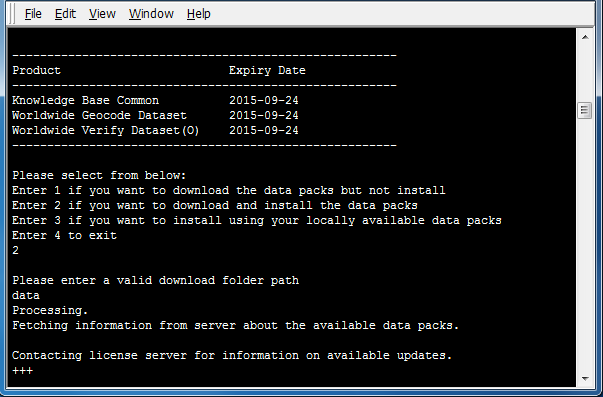 File Edit View Window Help
-------------------------------------------------------
Product Expiry Date
-------------------------------------------------------
Knowledge Base Common 2015-09-24
Worldwide Geocode Dataset 2015-09-24
Worldwide Verify Dataset(O) 2015-09-24
-------------------------------------------------------
Please select from below:
Enter 1 if you want to download the data packs but not install
Enter 2 if you want to download and install the data packs
Enter 3 if you want to install using your locally available data packs
Enter 4 to exit
2
Please enter a valid download folder path
data
Processing.
Fetching information from server about the available data packs.
Contacting license server for information on available updates.
+++